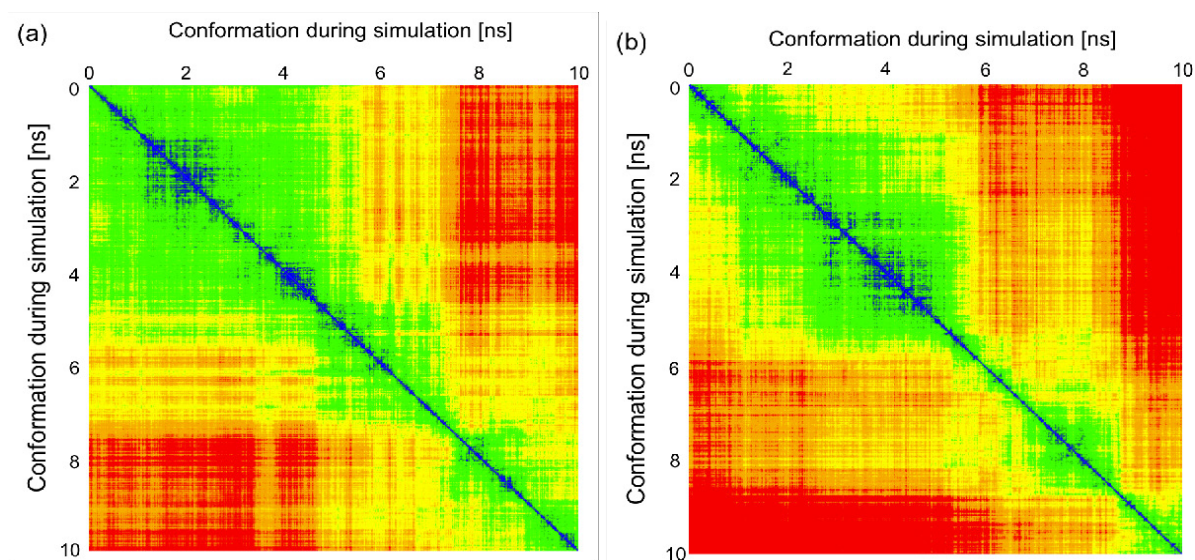 (a)
Conformation during simulation [ns]
0 2 4 6 8 10
Conformation during simulation [ns]
0
2
4
6
8
10
(b)
Conformation during simulation [ns]
0 2 4 6 8 10
Conformation during simulation [ns]
0
2
4
6
8
10